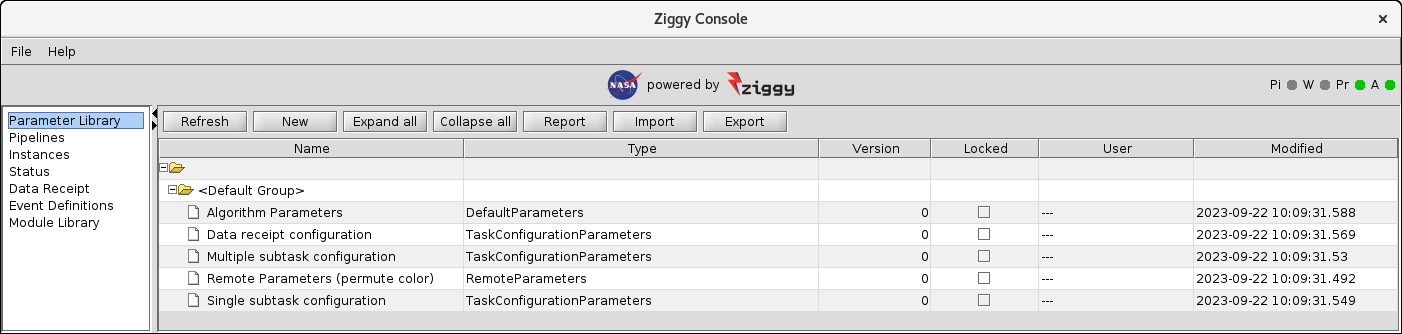 Ziggy Console
File Help
NASA powered by ziggy Pi W Pr A
Parameter Library
Pipelines
Instances
Status
Data Receipt
Event Definitions
Module Library
Refresh New Expand all Collapse all Report Import Export
Name Type Version Locked User Modified
<Default Group>
Algorithm Parameters DefaultParameters 0 --- 2023-09-22 10:09:31.588
Data receipt configuration TaskConfigurationParameters 0 --- 2023-09-22 10:09:31.569
Multiple subtask configuration TaskConfigurationParameters 0 --- 2023-09-22 10:09:31.53
Remote Parameters (permute color) RemoteParameters 0 --- 2023-09-22 10:09:31.492
Single subtask configuration TaskConfigurationParameters 0 --- 2023-09-22 10:09:31.549